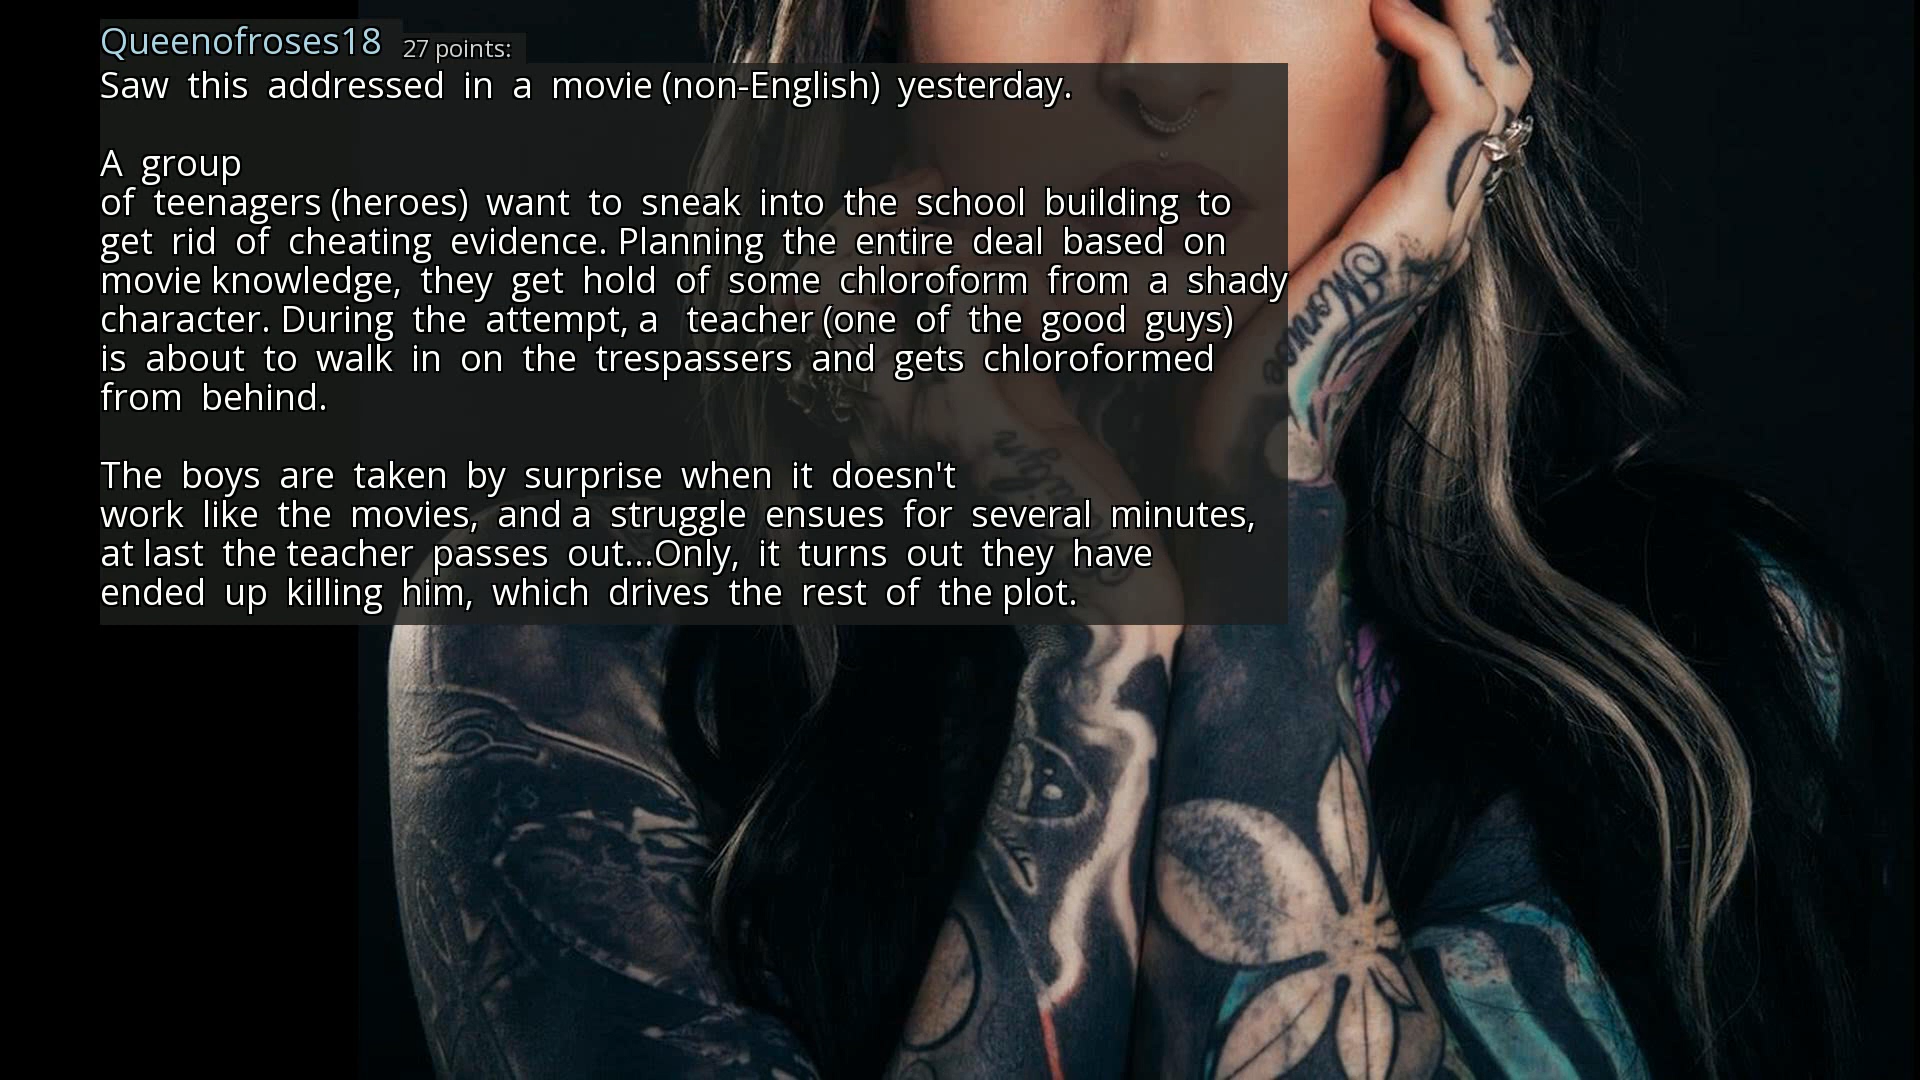 Queenofroses18 27 points:
Saw this addressed in a movie (non-English) yesterday.
A group
of teenagers (heroes) want to sneak into the school building to
get rid of cheating evidence. Planning the entire deal based on
movie knowledge, they get hold of some chloroform from a shady
character. During the attempt, a teacher (one of the good guys)
is about to walk in on the trespassers and gets chloroformed
from behind.
The boys are taken by surprise when it doesn't
work like the movies, and a struggle ensues for several minutes,
at last the teacher passes out...Only, it turns out they have
ended up killing him, which drives the rest of the plot.